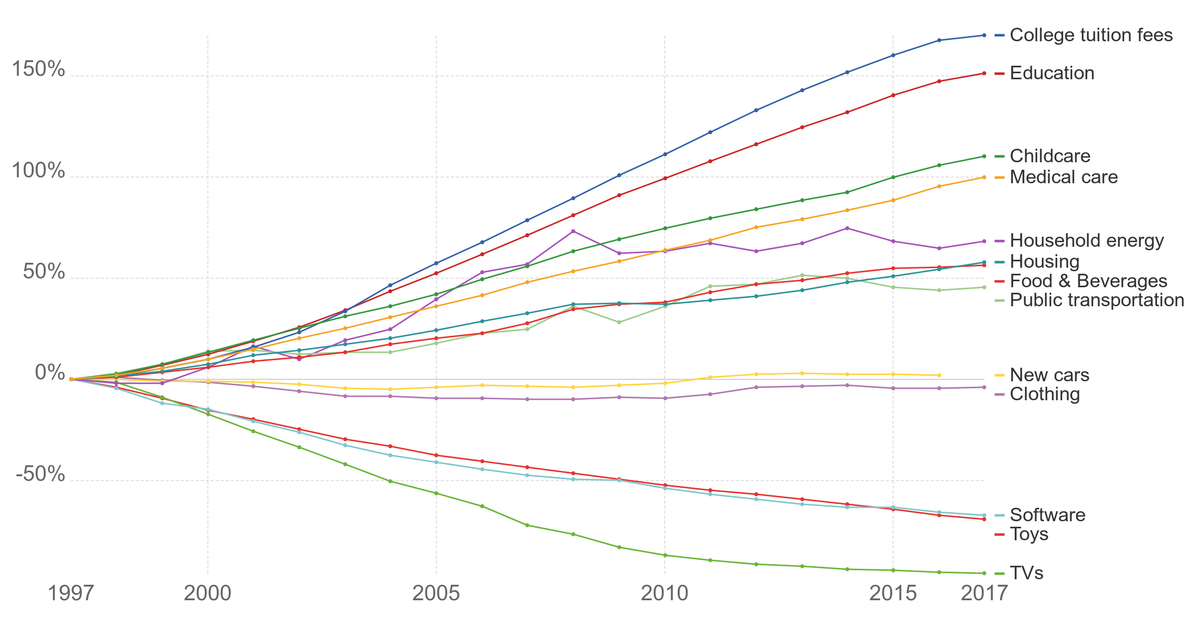 College tuition fees
150%
Education
Childcare
100%
Medical care
Household energy
Housing
50%
Food & Beverages
Public transportation
0%
New cars
Clothing
-50%
Software
Toys
TVs
1997 2000 2005 2010 2015 2017